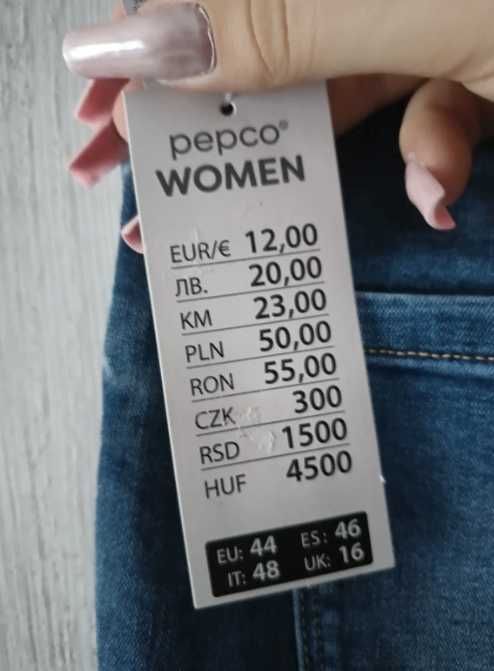 pepco®
WOMEN
EUR/€ 12,00
ЛВ. 20,00
KM 23,00
PLN 50,00
RON 55,00
CZK 300
RSD 1500
HUF 4500
EU: 44 ES: 46
IT: 48 UK: 16